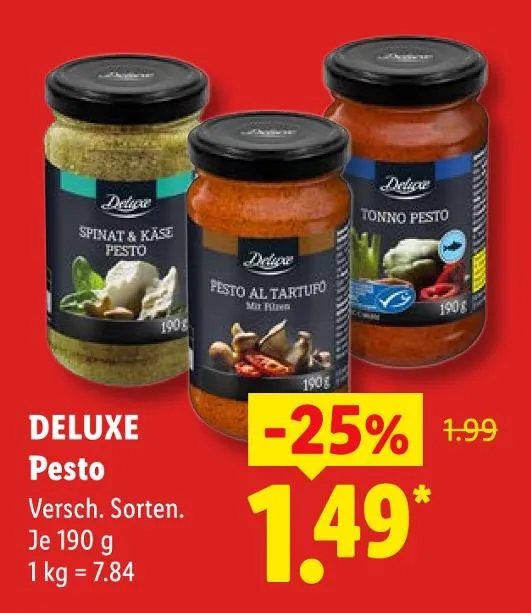 Deluxe
SPINAT & KÄSE
PESTO
190 g
Deluxe
PESTO AL TARTUFO
Mit Pilzen
190 g
Deluxe
TONNO PESTO
190 g
DELUXE
Pesto
Versch. Sorten.
Je 190 g
1 kg = 7.84
-25%
1.99
1.49*